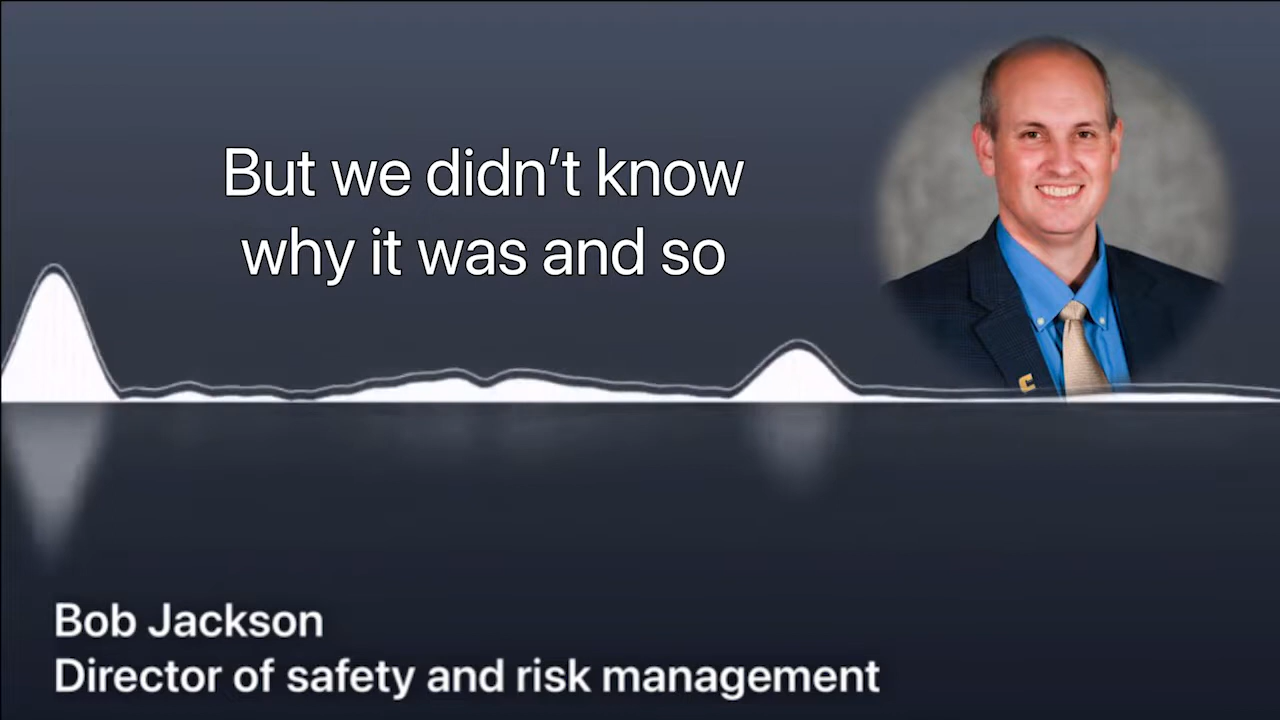 But we didn’t know
why it was and so
Bob Jackson
Director of safety and risk management